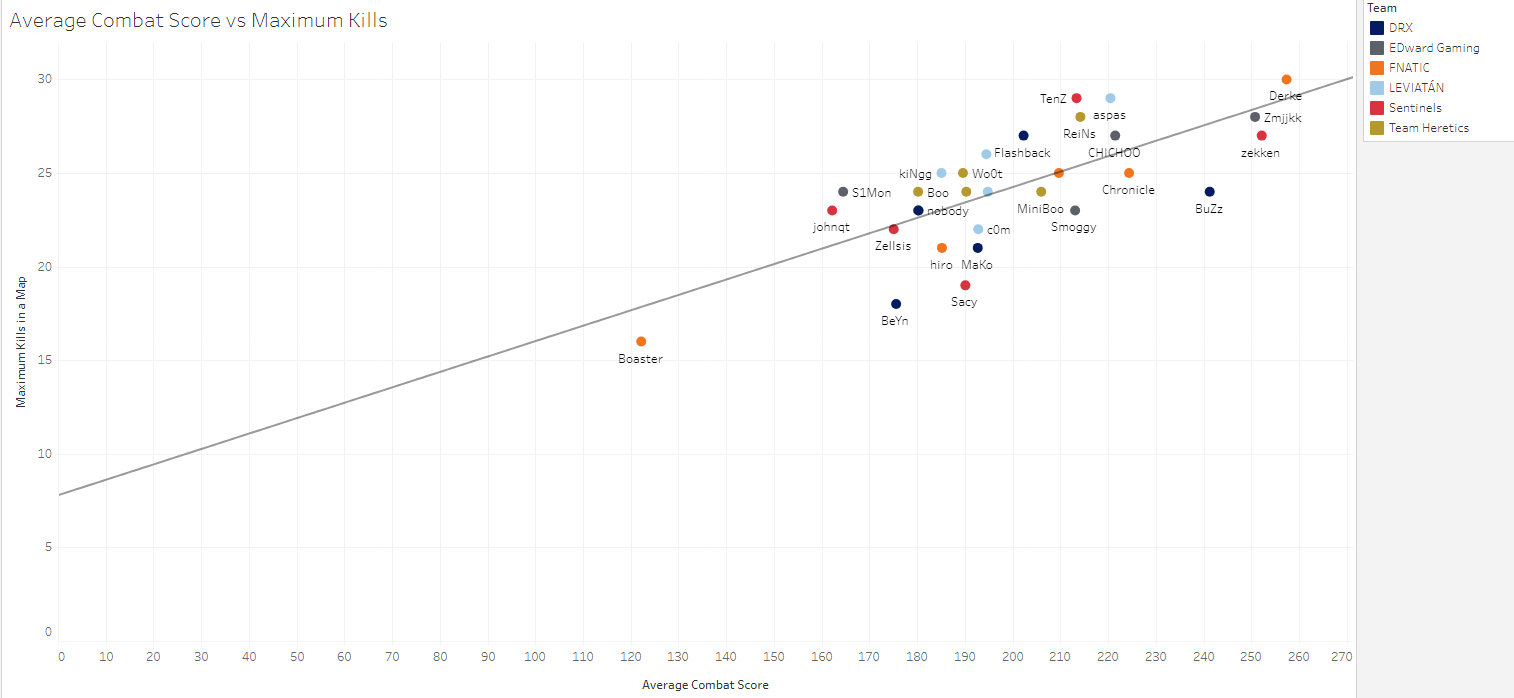 Average Combat Score vs Maximum Kills
Team
DRX
EDward Gaming
FNATIC
LEVIATÁN
Sentinels
Team Heretics
Maximum Kills in a Map
30
25
20
15
10
5
0
Derke
TenZ
aspas
Zmjjkk
ReiNs
Flashback
CHICHOO
zekken
kiNgg
Wo0t
S1Mon
Boo
Chronicle
johnqt
nobody
MiniBoo
BuZz
Smoggy
Zellsis
c0m
hiro
MaKo
Sacy
BeYn
Boaster
0 10 20 30 40 50 60 70 80 90 100 110 120 130 140 150 160 170 180 190 200 210 220 230 240 250 260 270
Average Combat Score